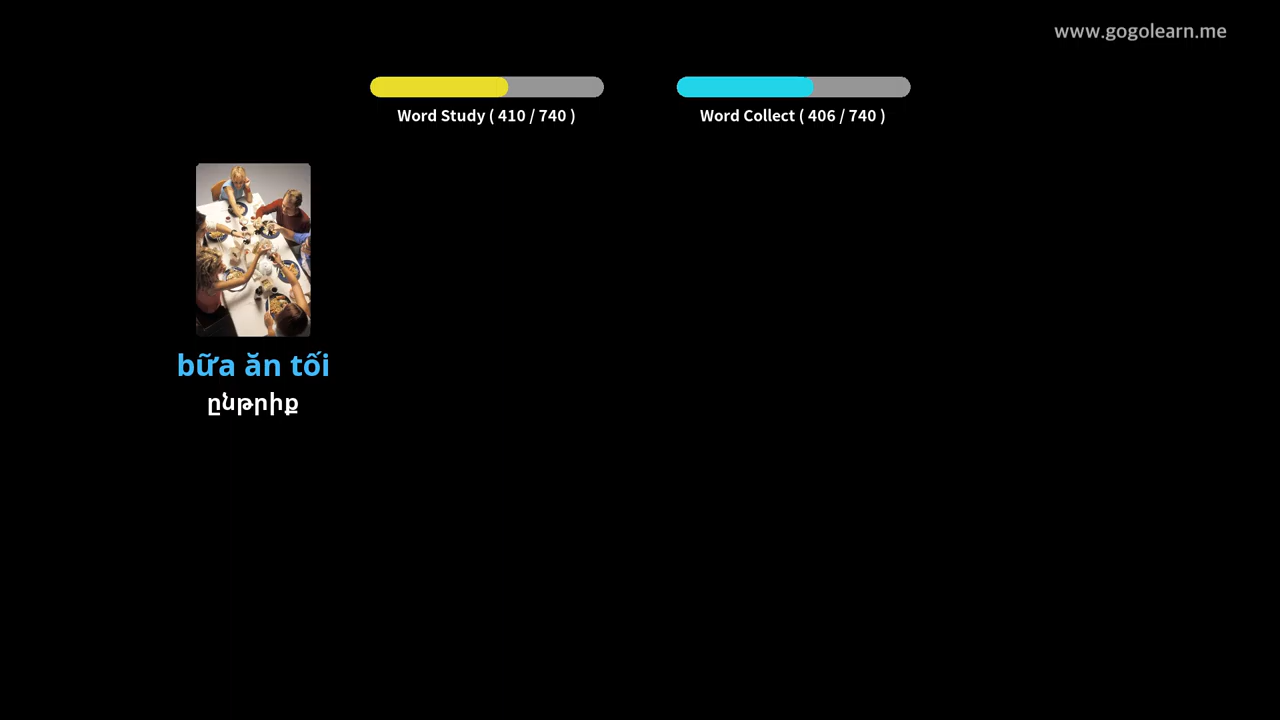 www.gogolearn.me
Word Study ( 410 / 740 )
Word Collect ( 406 / 740 )
bữa ăn tối
ընթրիք